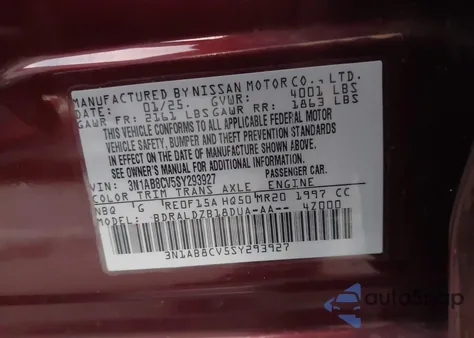 MANUFACTURED BY NISSAN MOTOR CO., LTD.
DATE: 01/25. GVWR: 4001 LBS
GAWR FR: 2161 LBS GAWR RR: 1863 LBS
THIS VEHICLE CONFORMS TO ALL APPLICABLE FEDERAL MOTOR
VEHICLE SAFETY, BUMPER, AND THEFT PREVENTION STANDARDS
IN EFFECT ON THE DATE OF MANUFACTURE SHOWN ABOVE.
SEE OWNER'S MANUAL FOR ADDITIONAL INFORMATION.
VIN: 3N1AB8CV5SY293927 PASSENGER CAR.
COLOR TRIM TRANS AXLE ENGINE
NBQ G RE0F15A HQ50 MR20 1997 CC
MODEL: BDRALDZB18DUA-AA-- 4Z000
3N1AB8CV5SY293927
autoSnap